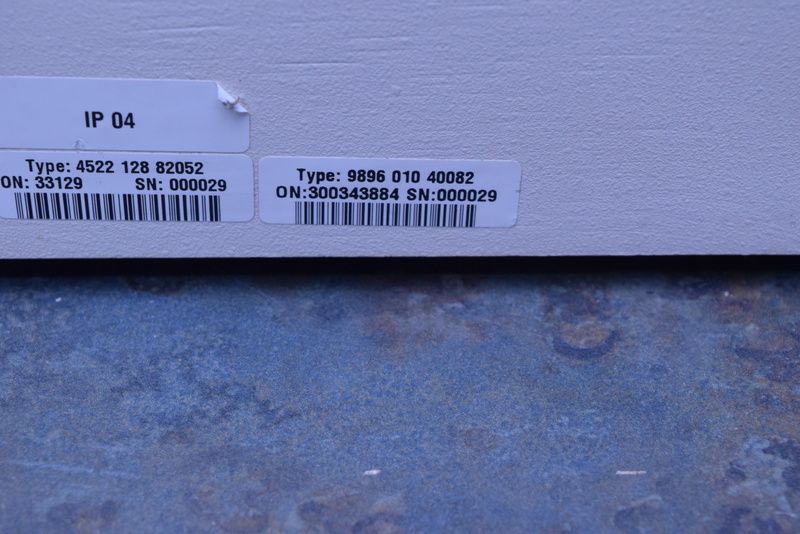 IP 04
Type: 4522 128 82052
ON: 33129 SN: 000029
Type: 9896 010 40082
ON:300343884 SN:000029